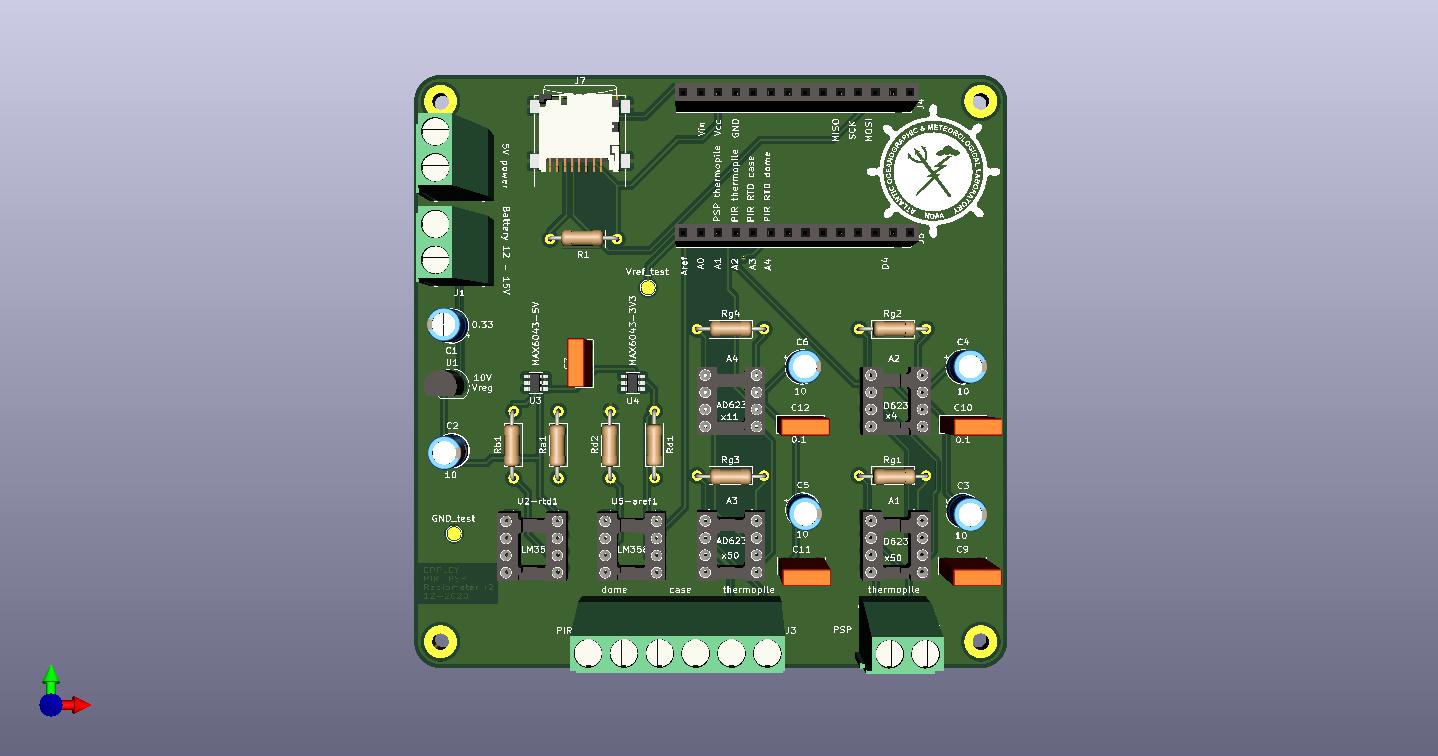 J7
J4
Vin
Vcc
GND
MISO
SCK
MOSI
ATLANTIC OCEANOGRAPHIC & METEOROLOGICAL LABORATORY
NOAA
5V power
PSP thermopile
PIR thermopile
PIR RTD case
PIR RTD dome
Battery 12 - 15V
R1
Vref_test
Aref
A0
A1
A2
A3
A4
D4
J1
MAX6043-5V
MAX6043-3V3
0.33
C1
U1
10V
Vreg
U3
U4
Rg4
Rg2
A4
C6
A2
C4
10
10
AD623
x11
D623
x4
C12
0.1
C10
0.1
C2
10
Rb1
Ra1
Rd2
Rd1
Rg3
Rg1
A3
C5
A1
C3
U2-rtd1
U5-aref1
GND_test
10
10
LM35
AD623
x50
D623
x50
C11
C9
EPPLEY
PIR PSP
Radiometer v2
12-2020
dome
case
thermopile
thermopile
PIR
J3
PSP